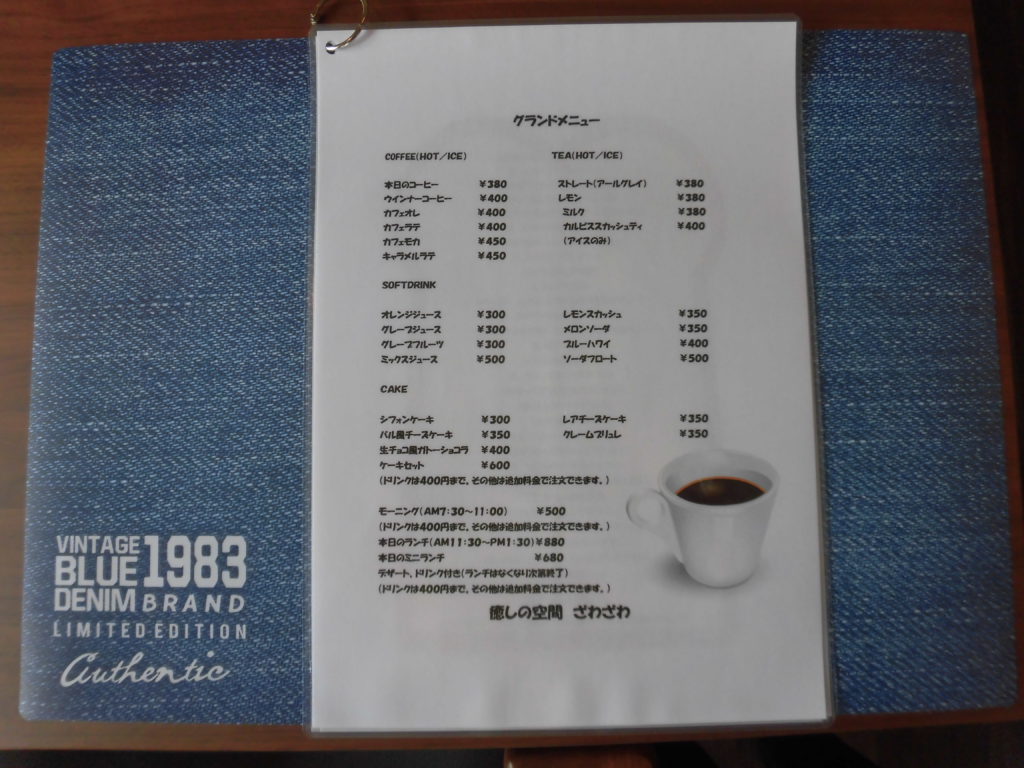 グランドメニュー
COFFEE(HOT/ICE)
本日のコーヒー ¥380
ウインナーコーヒー ¥400
カフェオレ ¥400
カフェラテ ¥400
カフェモカ ¥450
キャラメルラテ ¥450
TEA(HOT/ICE)
ストレート(アールグレイ) ¥380
レモン ¥380
ミルク ¥380
カルピススカッシュティ ¥400
(アイスのみ)
SOFTDRINK
オレンジジュース ¥300
グレープジュース ¥300
グレープフルーツ ¥300
ミックスジュース ¥500
レモンスカッシュ ¥350
メロンソーダ ¥350
ブルーハワイ ¥400
ソーダフロート ¥500
CAKE
シフォンケーキ ¥300
バル風チーズケーキ ¥350
生チョコ風ガトーショコラ ¥400
ケーキセット ¥600
(ドリンクは400円まで。その他は追加料金で注文できます。)
レアチーズケーキ ¥350
クレームブリュレ ¥350
モーニング(AM7:30〜11:00) ¥500
(ドリンクは400円まで。その他は追加料金で注文できます。)
本日のランチ(AM11:30〜PM1:30) ¥880
本日のミニランチ ¥680
デザート、ドリンク付き(ランチはなくなり次第終了)
(ドリンクは400円まで。その他は追加料金で注文できます。)
癒しの空間 ざわざわ
VINTAGE
BLUE 1983
DENIM BRAND
LIMITED EDITION
Authentic